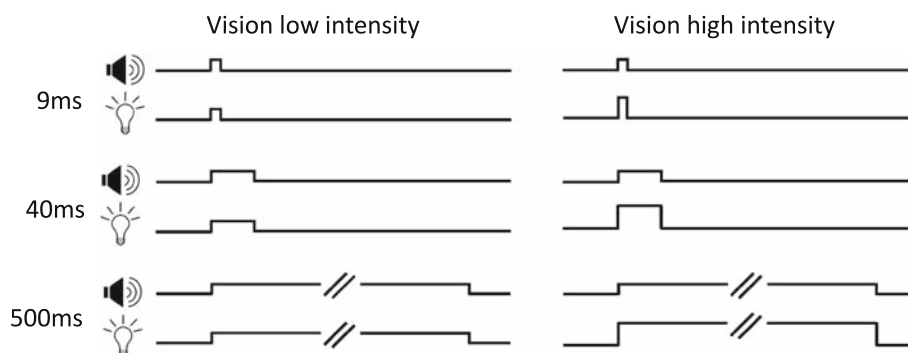 Vision low intensity
Vision high intensity
9ms
40ms
500ms